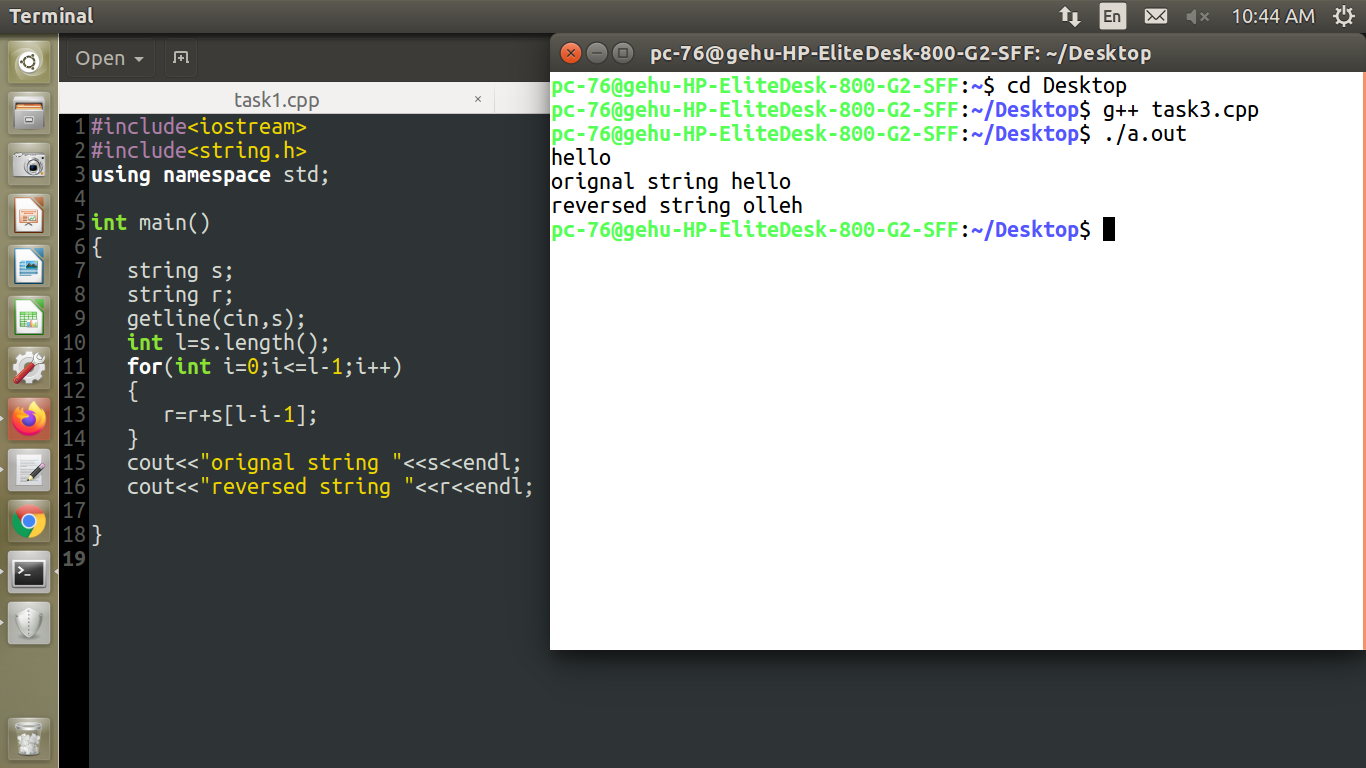 Terminal
En
10:44 AM
Open
task1.cpp
×
1 #include<iostream>
2 #include<string.h>
3 using namespace std;
4
5 int main()
6 {
7    string s;
8    string r;
9    getline(cin,s);
10    int l=s.length();
11    for(int i=0;i<=l-1;i++)
12    {
13       r=r+s[l-i-1];
14    }
15    cout<<"orignal string "<<s<<endl;
16    cout<<"reversed string "<<r<<endl;
17
18 }
19
pc-76@gehu-HP-EliteDesk-800-G2-SFF: ~/Desktop
pc-76@gehu-HP-EliteDesk-800-G2-SFF:~$ cd Desktop
pc-76@gehu-HP-EliteDesk-800-G2-SFF:~/Desktop$ g++ task3.cpp
pc-76@gehu-HP-EliteDesk-800-G2-SFF:~/Desktop$ ./a.out
hello
orignal string hello
reversed string olleh
pc-76@gehu-HP-EliteDesk-800-G2-SFF:~/Desktop$